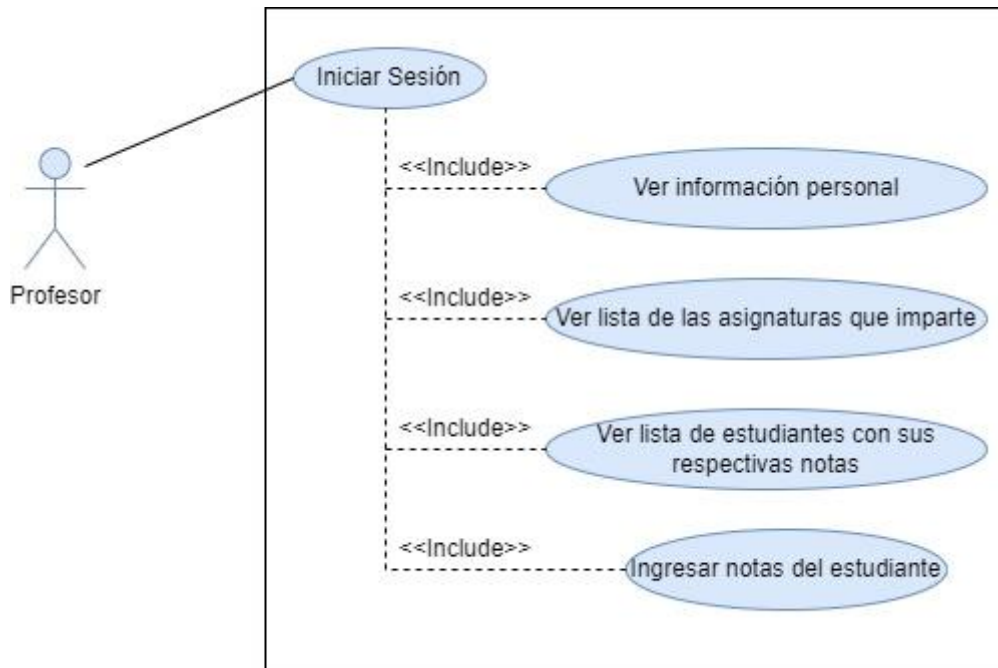 Iniciar Sesión
<<Include>>
Ver información personal
Profesor
<<Include>>
Ver lista de las asignaturas que imparte
<<Include>>
Ver lista de estudiantes con sus
respectivas notas
<<Include>>
Ingresar notas del estudiante